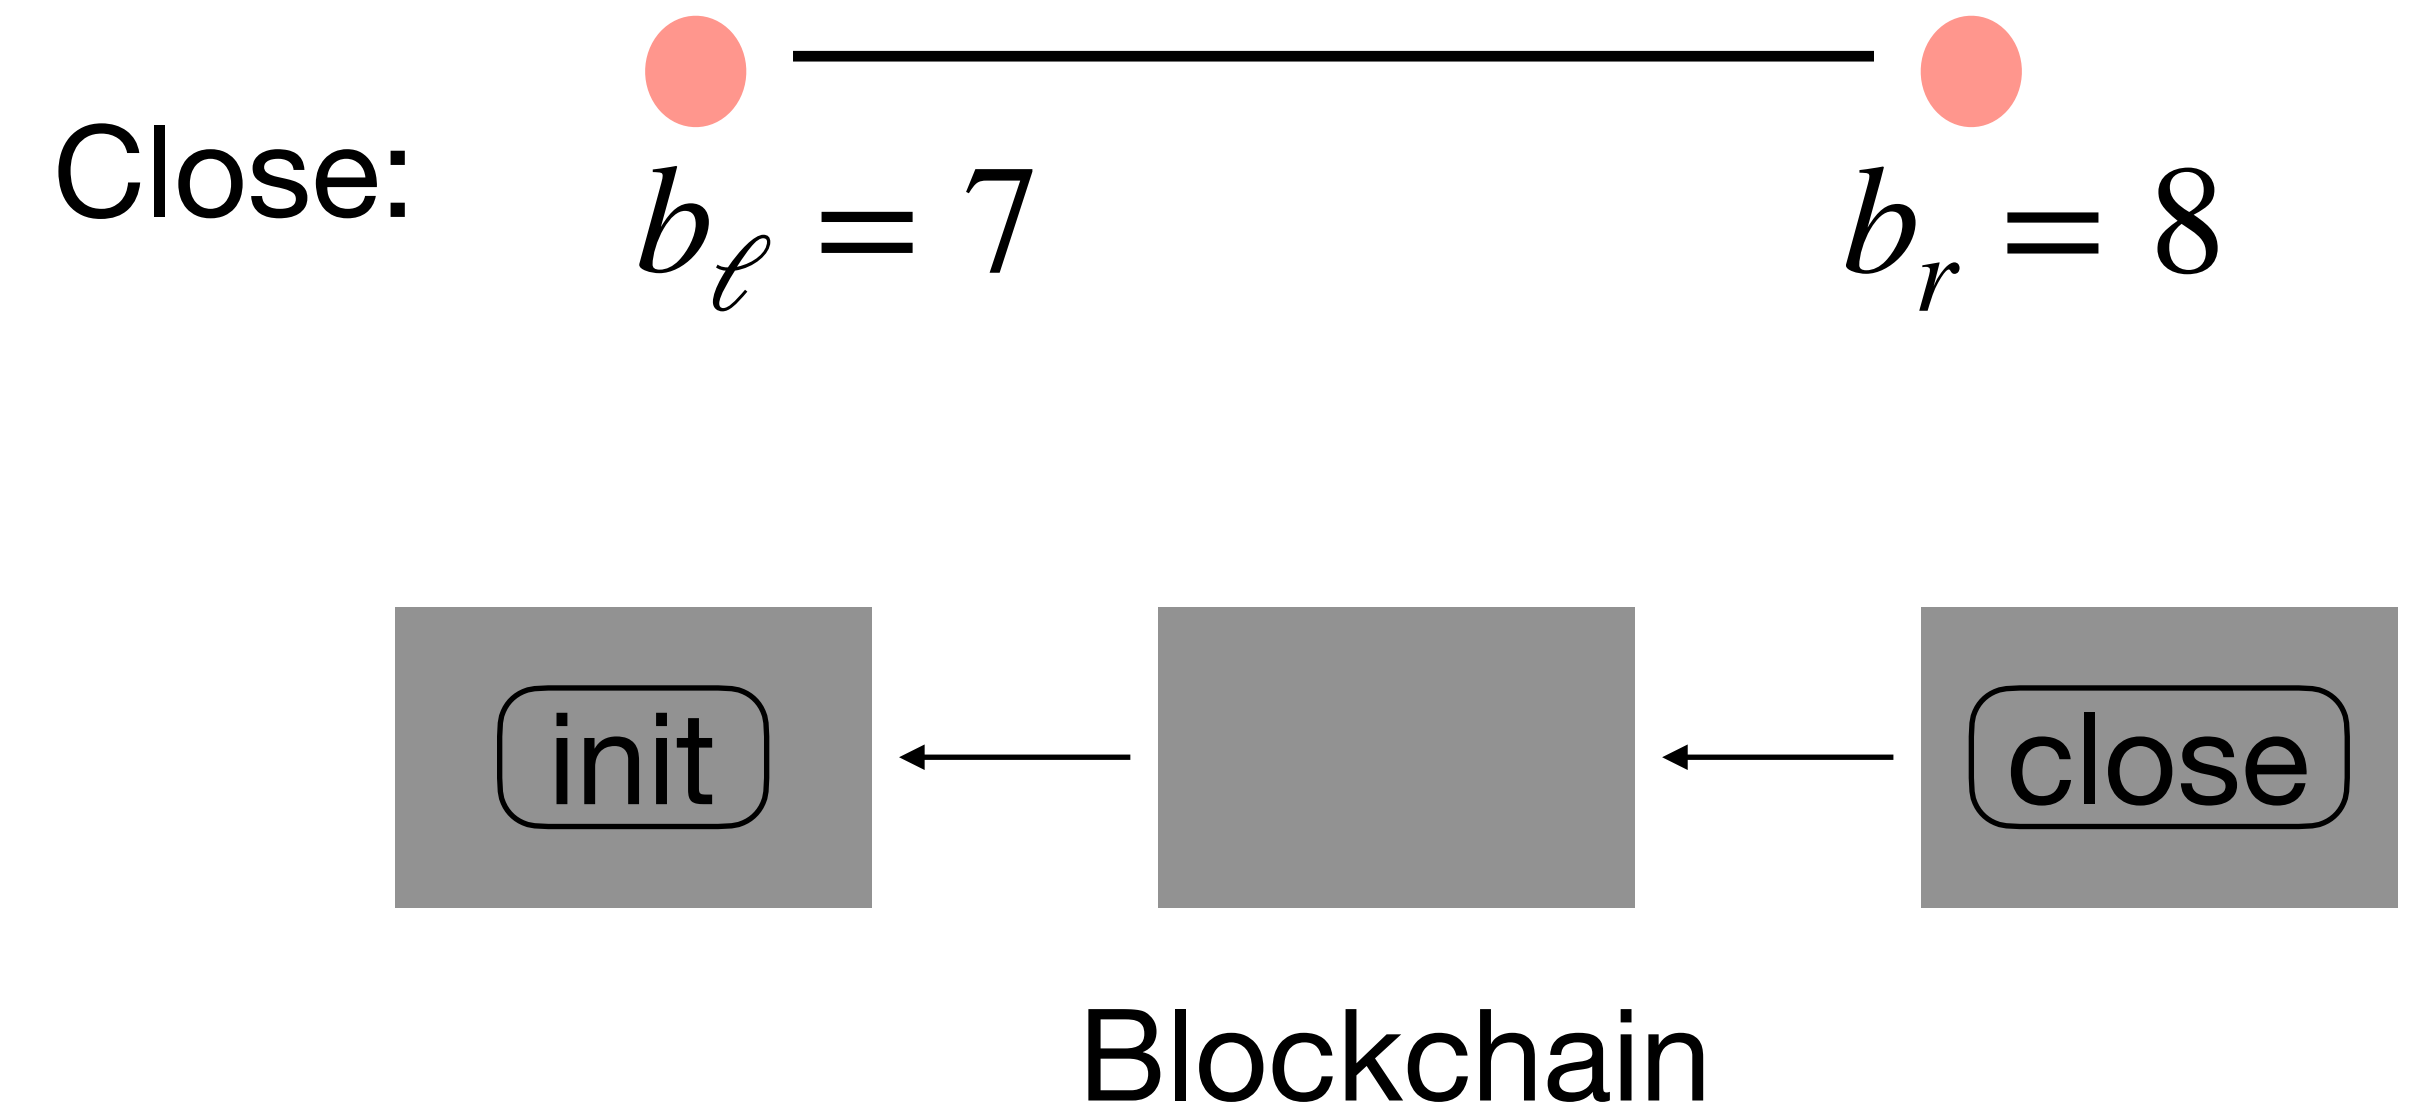 Close:
b_ℓ = 7
b_r = 8
init
close
Blockchain